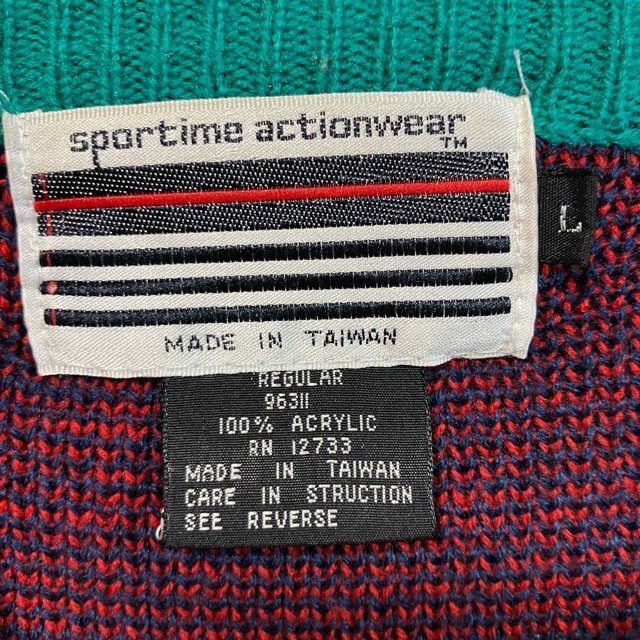 sportime actionwear
TM
MADE IN TAIWAN
L
REGULAR
96311
100% ACRYLIC
RN 12733
MADE IN TAIWAN
CARE IN STRUCTION
SEE REVERSE